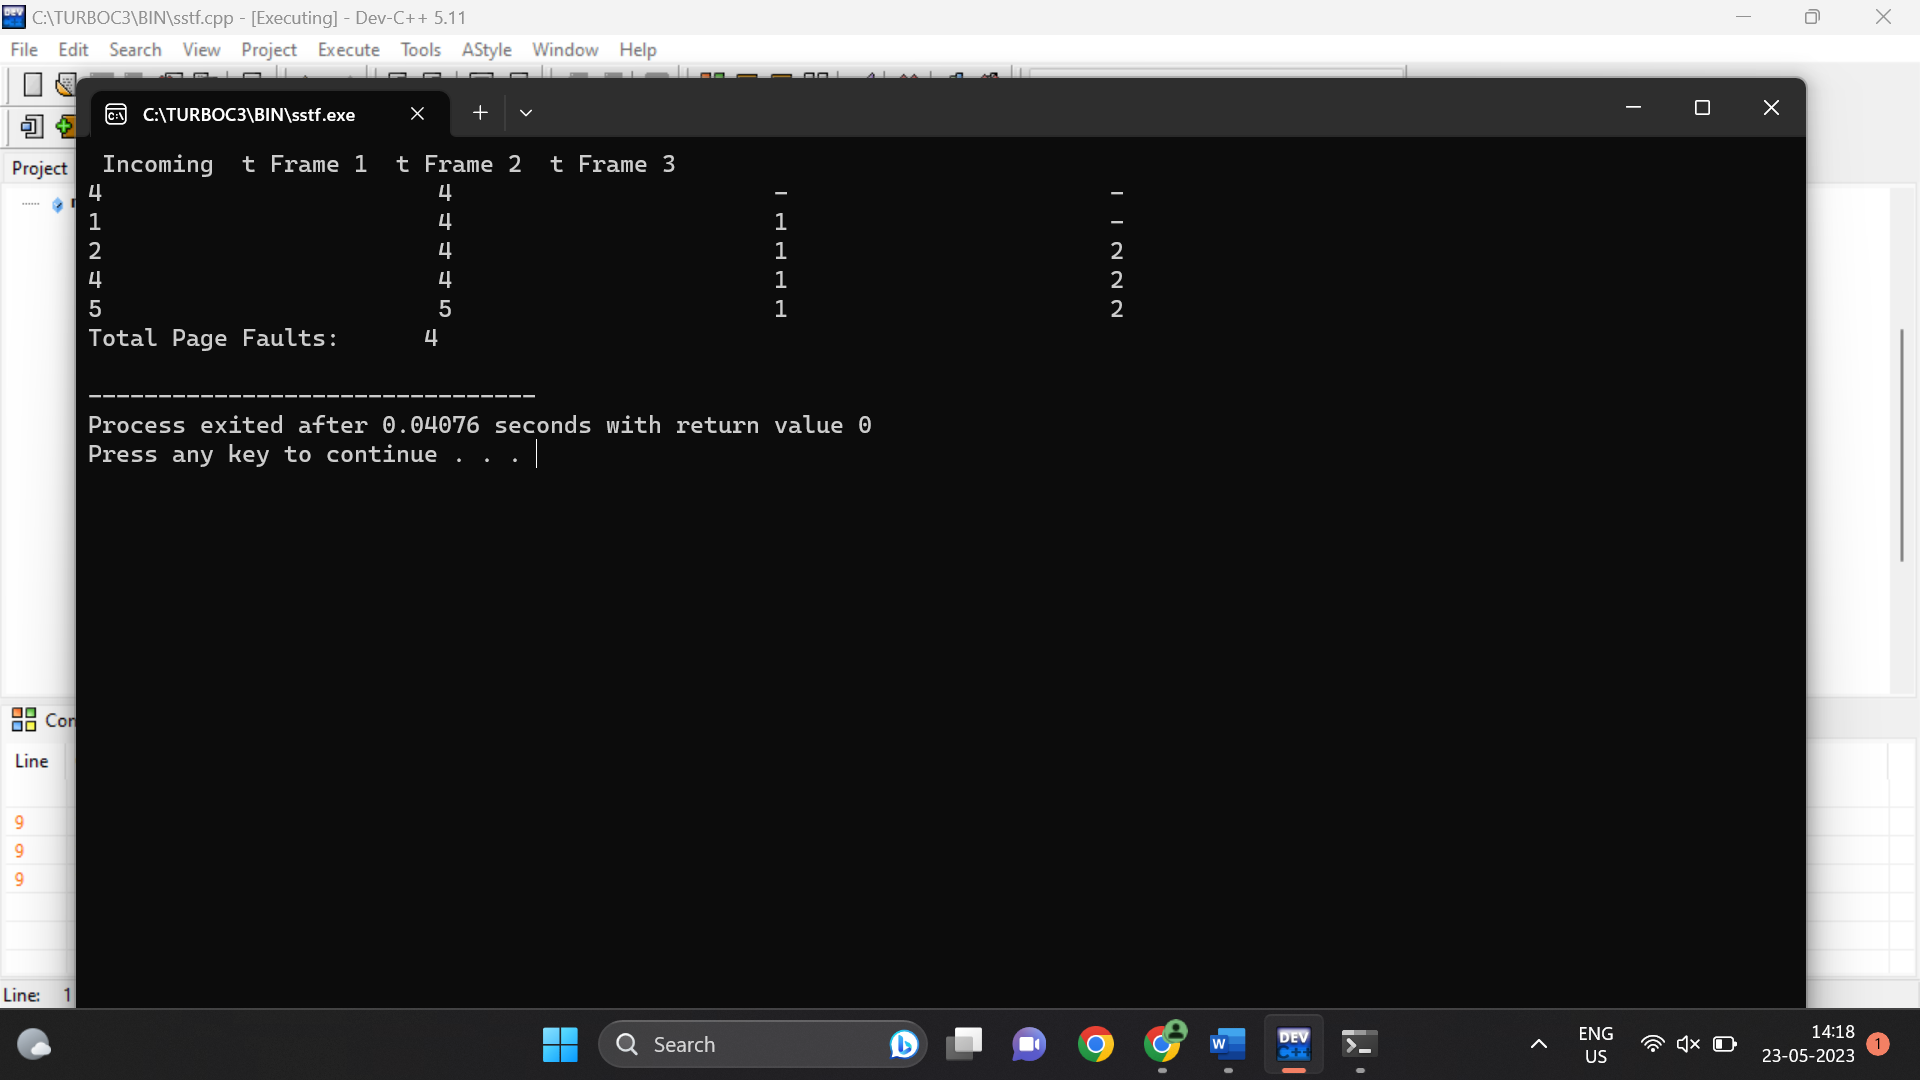 C:\TURBOC3\BIN\sstf.cpp - [Executing] - Dev-C++ 5.11
File Edit Search View Project Execute Tools AStyle Window Help
C:\TURBOC3\BIN\sstf.exe
Project
Incoming t Frame 1 t Frame 2 t Frame 3
4 4 - -
1 4 1 -
2 4 1 2
4 4 1 2
5 5 1 2
Total Page Faults: 4
--------------------------------
Process exited after 0.04076 seconds with return value 0
Press any key to continue . . .
Line
9
9
9
Line: 1
Search
DEV C++
ENG
US
14:18
23-05-2023
1